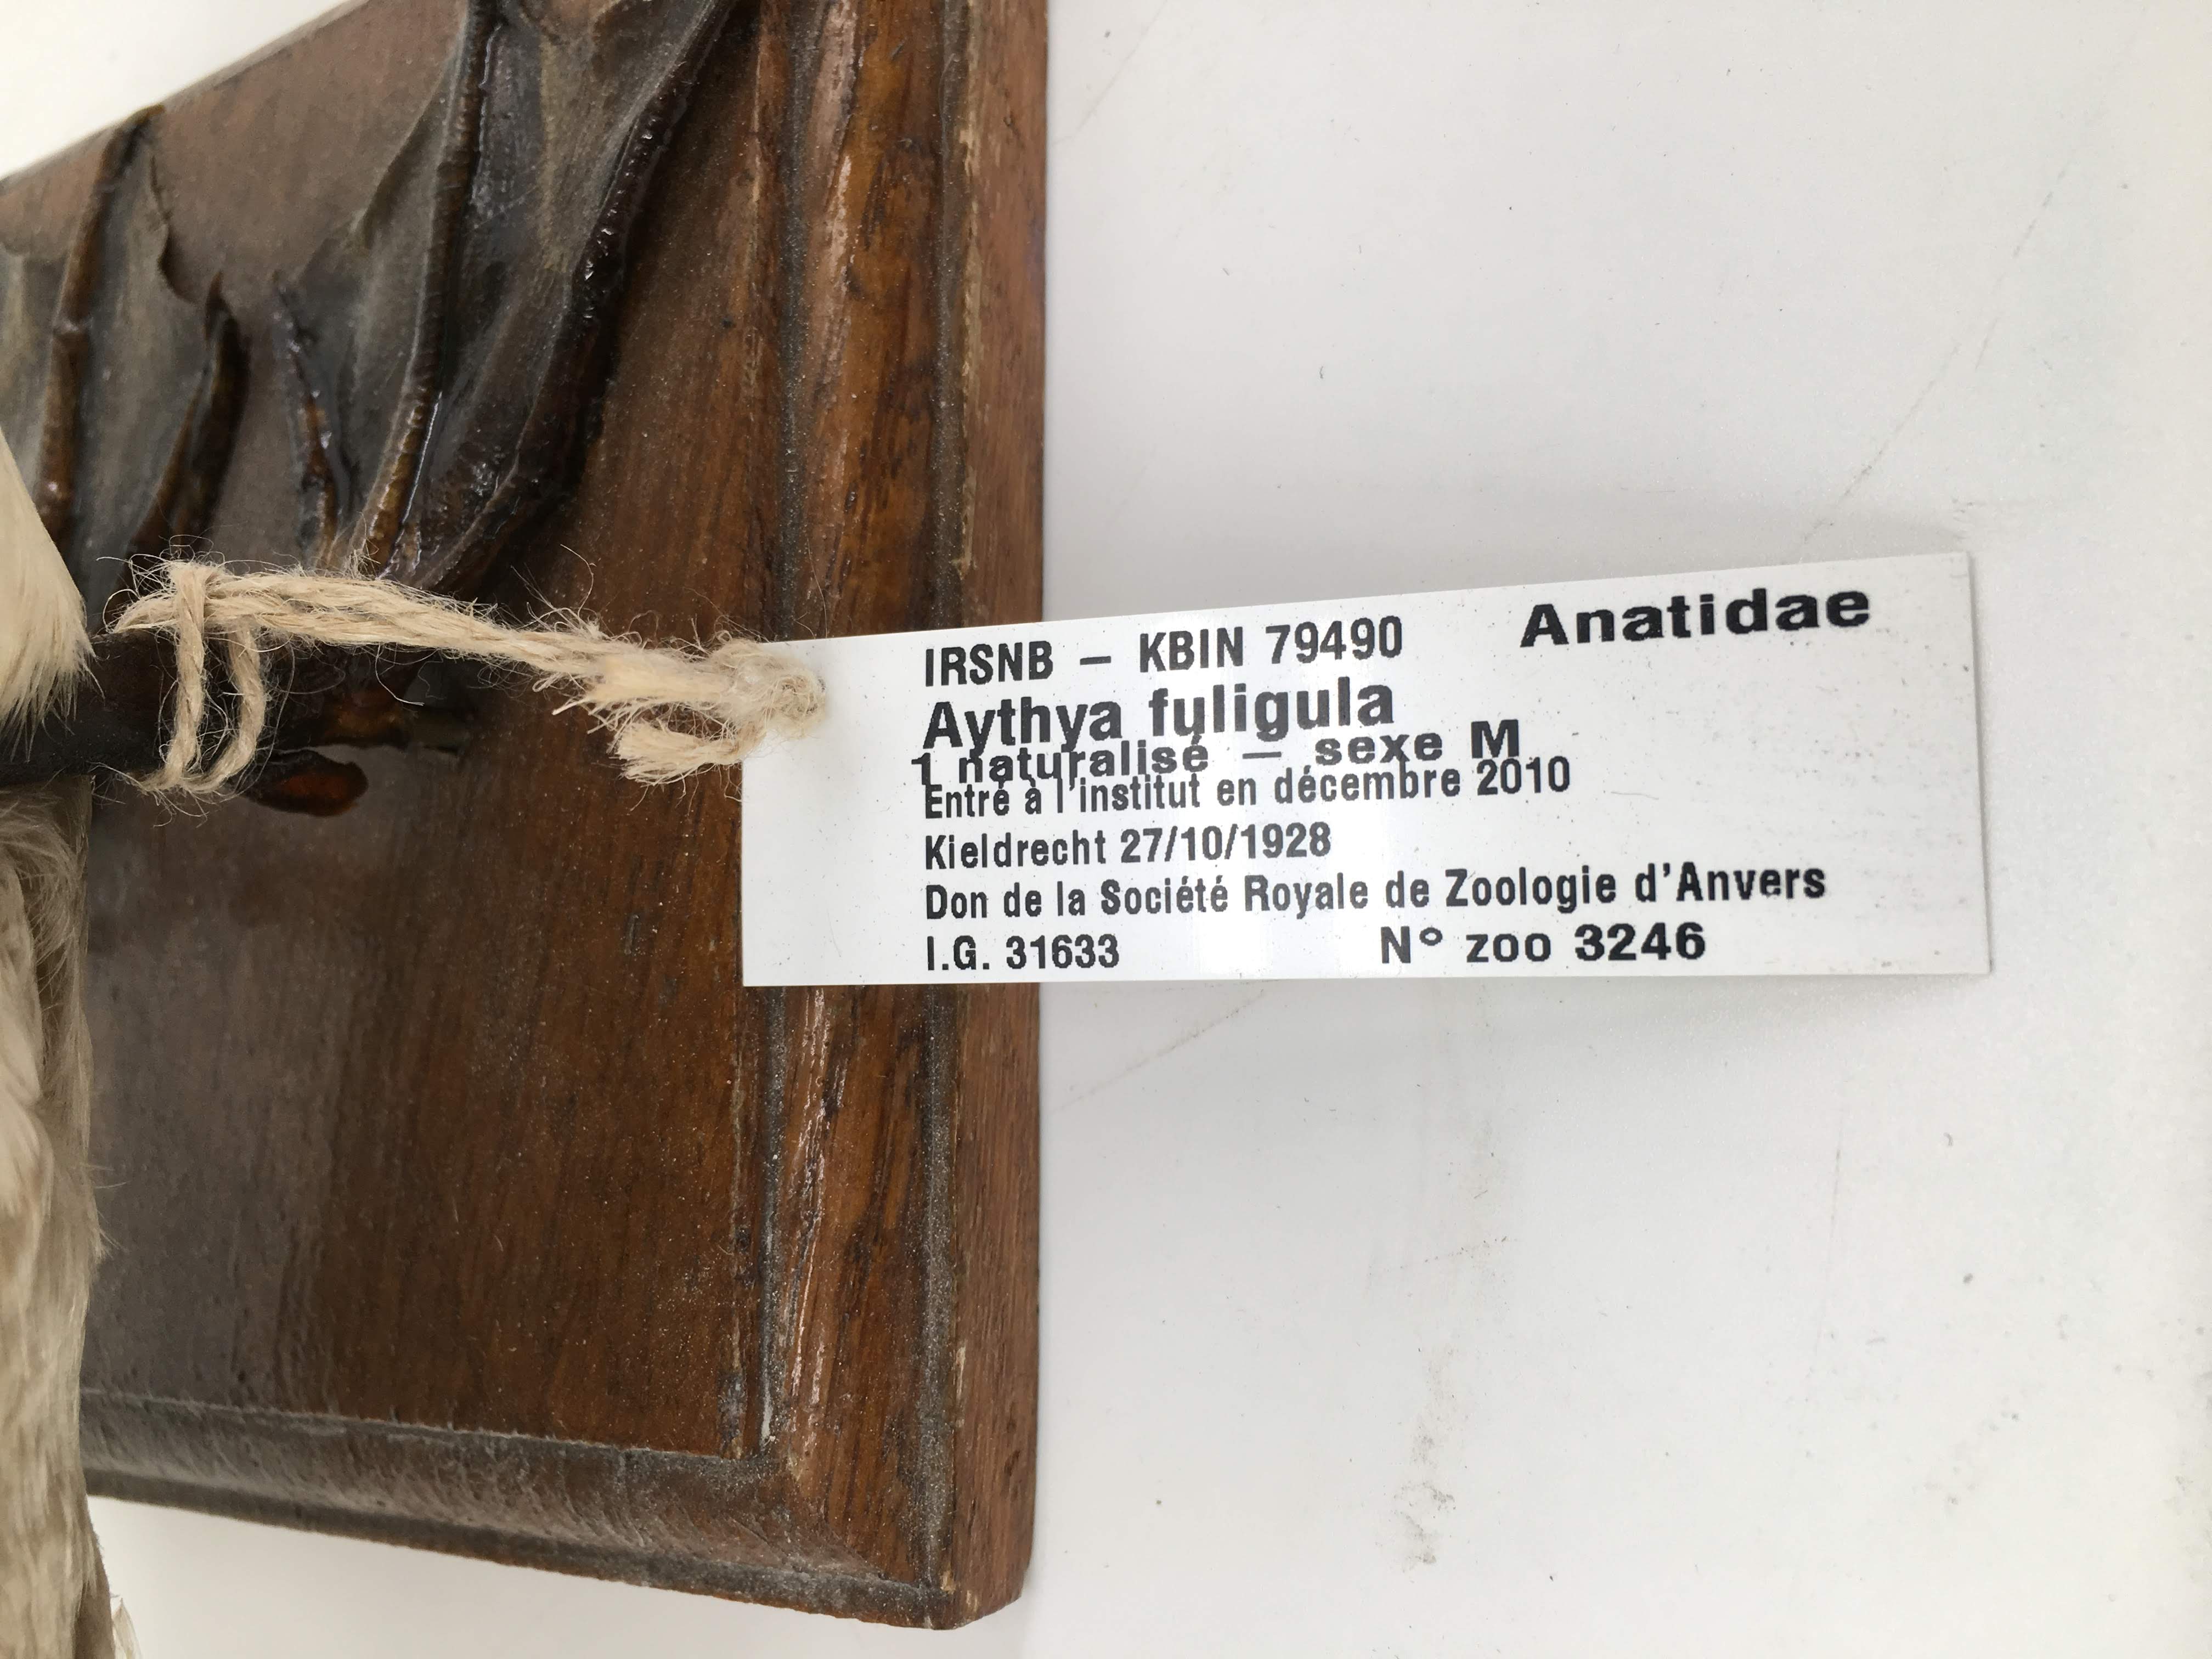 IRSNB – KBIN 79490 Anatidae
Aythya fuligula
1 naturalisé – sexe M
Entré à l'institut en décembre 2010
Kieldrecht 27/10/1928
Don de la Société Royale de Zoologie d'Anvers
I.G. 31633 N° zoo 3246